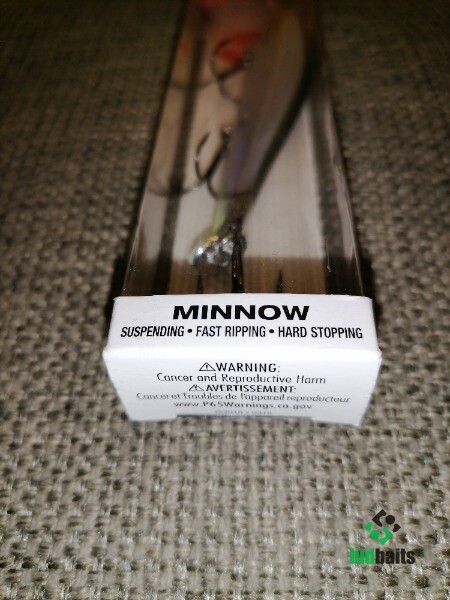 MINNOW
SUSPENDING • FAST RIPPING • HARD STOPPING
⚠WARNING:
Cancer and Reproductive Harm
⚠AVERTISSEMENT:
Cancer et Troubles de l'appareil reproducteur
www.P65Warnings.ca.gov
baits